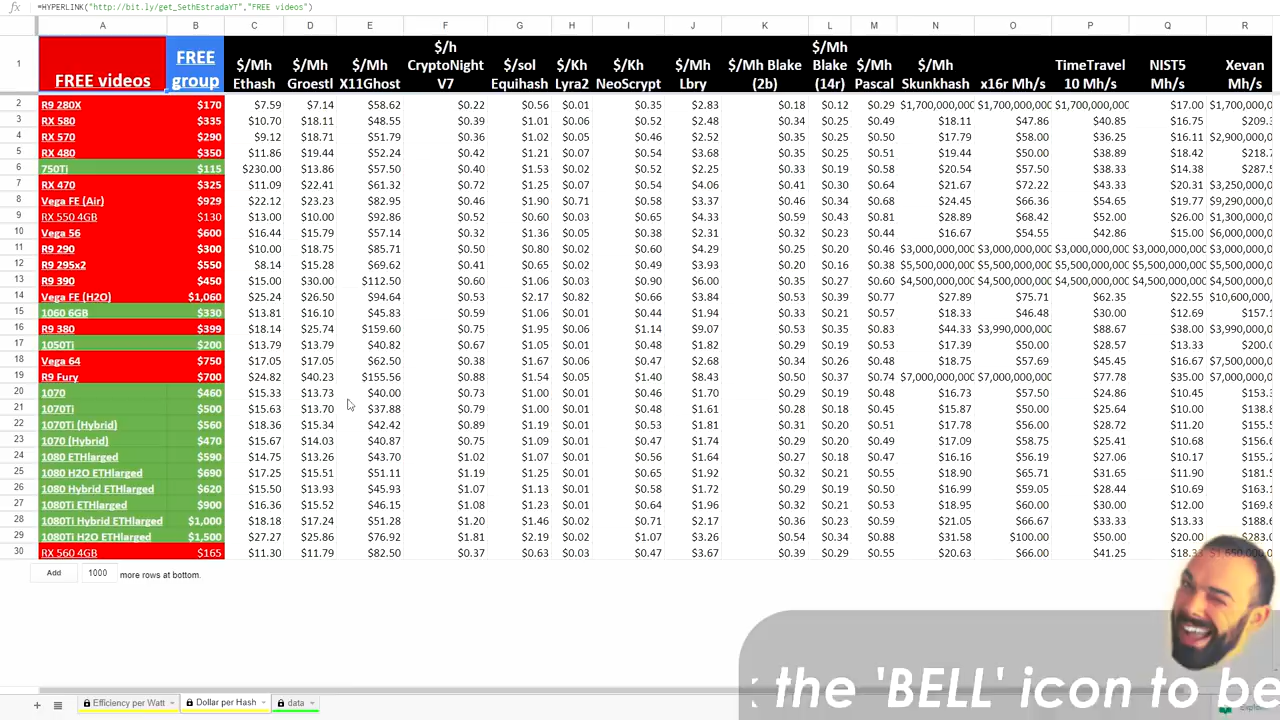 fx =HYPERLINK("http://bit.ly/get_SethEstradaYT","FREE videos")
A B C D E F G H I J K L M N O P Q R
1 FREE videos FREE group $/Mh Ethash $/Mh Groestl $/Mh X11Ghost $/h CryptoNight V7 $/sol Equihash $/Kh Lyra2 $/Kh NeoScrypt $/Mh Lbry $/Mh Blake (2b) $/Mh Blake (14r) $/Mh Pascal $/Mh Skunkhash x16r Mh/s TimeTravel 10 Mh/s NIST5 Mh/s Xevan Mh/s
2 R9 280X $170 $7.59 $7.14 $58.62 $0.22 $0.56 $0.01 $0.35 $2.83 $0.18 $0.12 $0.29 $1,700,000,000 $1,700,000,000 $1,700,000,000 $17.00 $1,700,000,
3 RX 580 $335 $10.70 $18.11 $48.55 $0.39 $1.01 $0.06 $0.52 $2.48 $0.34 $0.25 $0.49 $18.11 $47.86 $40.85 $16.75 $209.
4 RX 570 $290 $9.12 $18.71 $51.79 $0.36 $1.02 $0.05 $0.46 $2.52 $0.35 $0.25 $0.50 $17.79 $58.00 $36.25 $16.11 $2,900,000,
5 RX 480 $350 $11.86 $19.44 $52.24 $0.42 $1.21 $0.07 $0.54 $3.68 $0.35 $0.25 $0.51 $19.44 $50.00 $38.89 $18.42 $218.
6 750Ti $115 $230.00 $13.86 $57.50 $0.40 $1.53 $0.02 $0.52 $2.25 $0.33 $0.19 $0.58 $20.54 $57.50 $38.33 $14.38 $287.
7 RX 470 $325 $11.09 $22.41 $61.32 $0.72 $1.25 $0.07 $0.54 $4.06 $0.41 $0.30 $0.64 $21.67 $72.22 $43.33 $20.31 $3,250,000,
8 Vega FE (Air) $929 $22.12 $23.23 $82.95 $0.46 $1.90 $0.71 $0.58 $3.37 $0.48 $0.34 $0.68 $24.45 $66.36 $54.65 $19.77 $9,290,000,
9 RX 550 4GB $130 $13.00 $10.00 $92.86 $0.52 $0.60 $0.03 $0.65 $4.33 $0.59 $0.43 $0.81 $28.89 $68.42 $52.00 $26.00 $1,300,000,
10 Vega 56 $600 $16.44 $15.79 $57.14 $0.32 $1.36 $0.05 $0.38 $2.31 $0.32 $0.23 $0.44 $16.67 $54.55 $42.86 $15.00 $6,000,000,
11 R9 290 $300 $10.00 $18.75 $85.71 $0.50 $0.80 $0.02 $0.60 $4.29 $0.25 $0.20 $0.46 $3,000,000,000 $3,000,000,000 $3,000,000,000 $3,000,000,000 $3,000,000,
12 R9 295x2 $550 $8.14 $15.28 $69.62 $0.41 $0.65 $0.02 $0.49 $3.93 $0.20 $0.16 $0.38 $5,500,000,000 $5,500,000,000 $5,500,000,000 $5,500,000,000 $5,500,000,
13 R9 390 $450 $15.00 $30.00 $112.50 $0.60 $1.06 $0.03 $0.90 $6.00 $0.35 $0.27 $0.60 $4,500,000,000 $4,500,000,000 $4,500,000,000 $4,500,000,000 $4,500,000,
14 Vega FE (H2O) $1,060 $25.24 $26.50 $94.64 $0.53 $2.17 $0.82 $0.66 $3.84 $0.55 $0.39 $0.77 $27.89 $75.71 $62.35 $22.55 $10,600,000,
15 1060 6GB $330 $13.81 $16.10 $45.83 $0.59 $1.06 $0.01 $0.44 $1.94 $0.33 $0.21 $0.57 $18.33 $46.48 $30.00 $12.69 $157.
16 R9 380 $399 $18.14 $25.74 $159.60 $0.75 $1.95 $0.06 $1.14 $9.07 $0.53 $0.35 $0.83 $44.33 $3,990,000,000 $88.67 $38.00 $3,990,000,
17 1050Ti $200 $13.79 $13.79 $40.82 $0.67 $1.05 $0.01 $0.48 $1.82 $0.29 $0.19 $0.53 $17.39 $50.00 $28.57 $13.33 $200.
18 Vega 64 $750 $17.05 $17.05 $62.50 $0.38 $1.67 $0.06 $0.47 $2.68 $0.34 $0.26 $0.48 $18.75 $57.69 $45.45 $16.67 $7,500,000,
19 R9 Fury $700 $24.82 $40.23 $155.56 $0.88 $1.54 $0.05 $1.40 $8.43 $0.50 $0.37 $0.74 $7,000,000,000 $77.78 $35.00 $7,000,000,
20 1070 $460 $15.33 $13.73 $40.00 $0.73 $1.00 $0.01 $0.46 $1.70 $0.29 $0.19 $0.48 $16.73 $57.50 $24.86 $10.45 $153.
21 1070Ti $500 $15.63 $13.70 $37.88 $0.79 $1.00 $0.01 $0.48 $1.61 $0.28 $0.18 $0.45 $15.87 $50.00 $25.64 $10.00 $138.
22 1070Ti (Hybrid) $560 $18.36 $15.34 $42.42 $0.89 $1.19 $0.01 $0.53 $1.81 $0.31 $0.20 $0.51 $17.78 $56.00 $28.72 $11.20 $155.
23 1070 (Hybrid) $470 $15.67 $14.03 $40.87 $0.75 $1.09 $0.01 $0.47 $1.74 $0.29 $0.20 $0.49 $17.09 $58.75 $25.41 $10.68 $156.
24 1080 ETHlarged $590 $14.75 $13.26 $43.70 $1.02 $1.07 $0.01 $0.56 $1.64 $0.27 $0.18 $0.47 $16.16 $56.19 $27.06 $10.17 $155.
25 1080 H2O ETHlarged $690 $17.25 $15.51 $51.11 $1.19 $1.25 $0.01 $0.65 $1.92 $0.32 $0.21 $0.55 $18.90 $65.71 $31.65 $11.90 $181.
26 1080 Hybrid ETHlarged $620 $15.50 $13.93 $45.93 $1.07 $1.13 $0.01 $0.58 $1.72 $0.29 $0.19 $0.50 $16.99 $59.05 $28.44 $10.69 $163.
27 1080Ti ETHlarged $900 $16.36 $15.52 $46.15 $1.08 $1.23 $0.01 $0.64 $1.96 $0.32 $0.21 $0.53 $18.95 $60.00 $30.00 $12.00 $169.
28 1080Ti Hybrid ETHlarged $1,000 $18.18 $17.24 $51.28 $1.20 $1.46 $0.02 $0.71 $2.17 $0.36 $0.23 $0.59 $21.05 $66.67 $33.33 $13.33 $188.
29 1080Ti H2O ETHlarged $1,500 $27.27 $25.86 $76.92 $1.81 $2.19 $0.02 $1.07 $3.26 $0.54 $0.34 $0.88 $31.58 $100.00 $50.00 $20.00 $283.
30 RX 560 4GB $165 $11.30 $11.79 $82.50 $0.37 $0.63 $0.03 $0.47 $3.67 $0.39 $0.29 $0.55 $20.63 $66.00 $41.25 $18.33
Add 1000 more rows at bottom.
the 'BELL' icon to be
+ Efficiency per Watt Dollar per Hash data